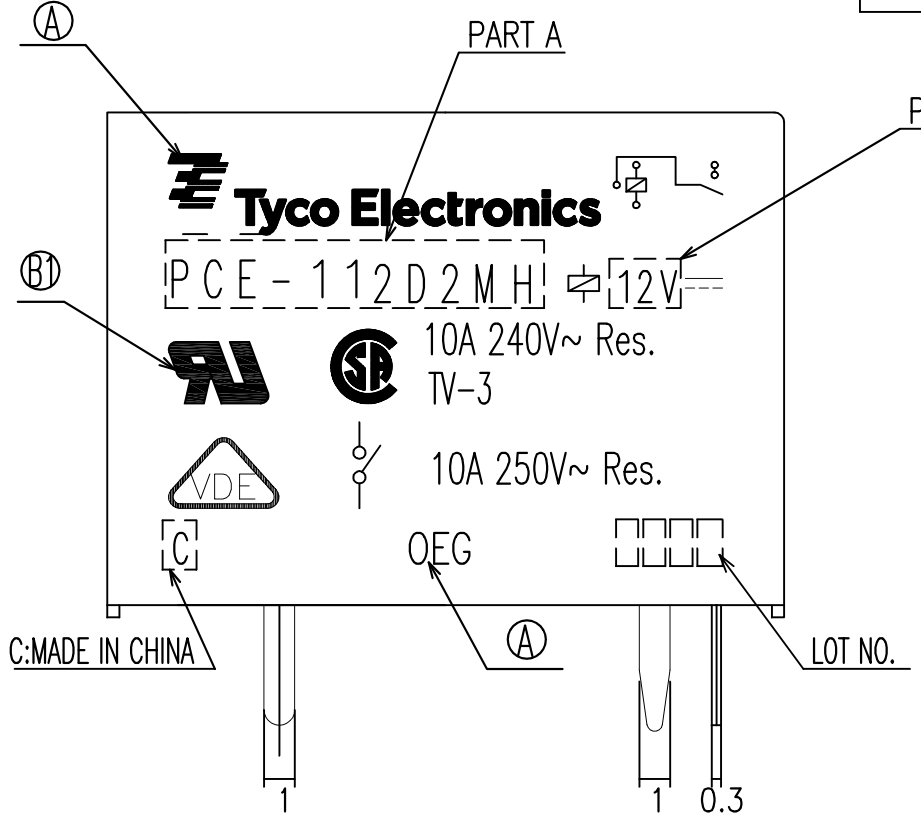 A
PART A
P
Tyco Electronics
PCE-112D2MH 12V
B1
10A 240V~ Res.
TV-3
VDE
10A 250V~ Res.
C
OEG
C:MADE IN CHINA
A
LOT NO.
1
1
0.3